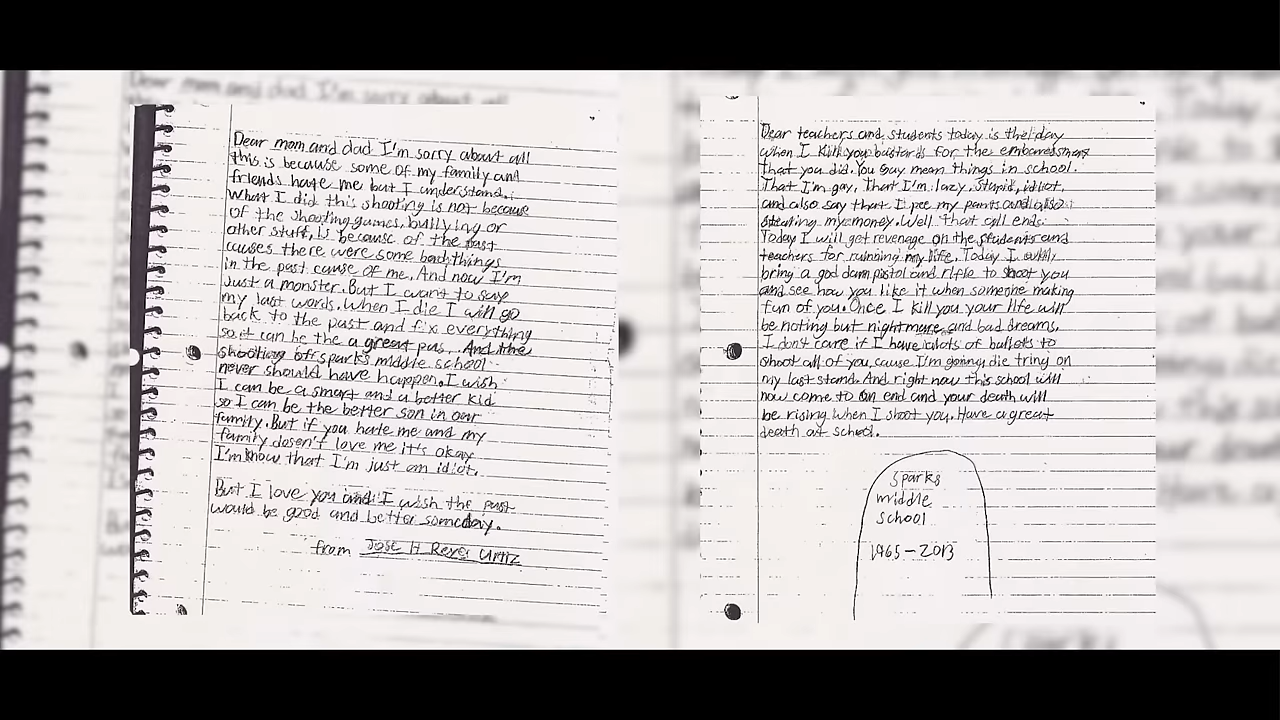 Dear mom and dad I'm sorry about all
this is because some of my family and
friends hate me but I understand.
What I did this shooting is not because
of the shooting games, bullying or
other stuff, is because of the past
causes there were some bad things
in the past cause of me. And now I'm
just a monster. But I want to say
my last words. When I die I will go
back to the past and fix everything
so it can be the a great pas. And the
shooting of sparks middle school
never should have happen. I wish
I can be a smart and a better kid
so I can be the better son in our
family. But if you hate me and my
family dosen't love me it's okay
I'm know that I'm just an idiot.
But I love you and I wish the past
would be good and better someday.
from Jose H Reyes Urtiz
Dear teachers and students today is the day
when I kill you bastards for the embaressment
that you did. You say mean things in school.
That I'm gay, That I'm lazy, Stupid, idiot,
and also say that I pee my pants and also
stealing my money. Well that all ends.
Today I will get revenge on the students and
teachers for ruining my life. Today I will
bring a god damn pistol and rifle to shoot you
and see how you like it when someone making
fun of you. Once I kill you your life will
be noting but nightmare and bad dreams.
I dont care if I have alots of bullets to
shoot all of you, cause I'm going die tring on
my last stand. And right now this school will
now come to an end and your death will
be rising when I shoot you. Have a great
death at school.
Sparks
middle
school
1965-2013